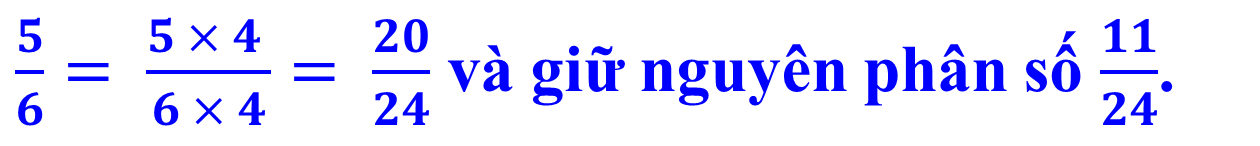 5/6 = 5 × 4 / 6 × 4 = 20/24 và giữ nguyên phân số 11/24.